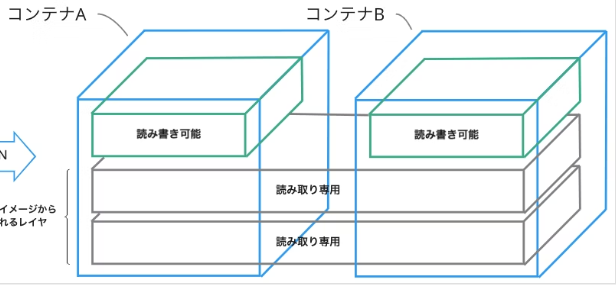 コンテナA
コンテナB
読み書き可能
読み書き可能
N
読み取り専用
イメージから
れるレイヤ
読み取り専用